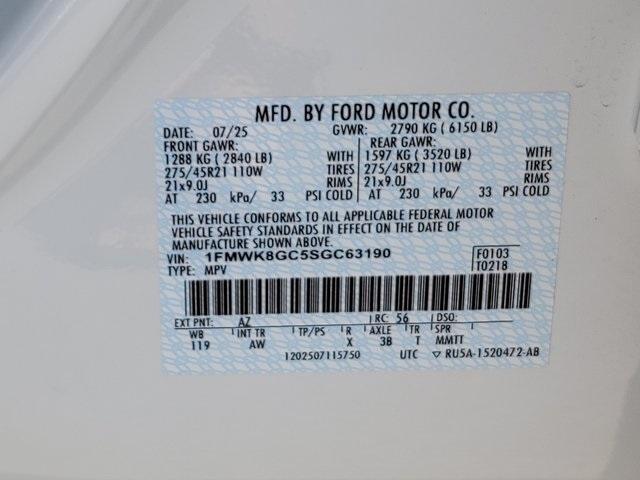 MFD. BY FORD MOTOR CO.
DATE: 07/25 GVWR: 2790 KG ( 6150 LB)
FRONT GAWR: REAR GAWR:
1288 KG ( 2840 LB) WITH 1597 KG ( 3520 LB) WITH
275/45R21 110W TIRES 275/45R21 110W TIRES
21x9.0J RIMS 21x9.0J RIMS
AT 230 kPa/ 33 PSI COLD AT 230 kPa/ 33 PSI COLD
THIS VEHICLE CONFORMS TO ALL APPLICABLE FEDERAL MOTOR
VEHICLE SAFETY STANDARDS IN EFFECT ON THE DATE OF MANUFACTURE SHOWN ABOVE.
VIN: 1FMWK8GC5SGC63190 F0103
TYPE: MPV T0218
EXT PNT: AZ RC: 56 DSO:
WB INT TR TP/PS R AXLE TR SPR
119 AW X 3B T MMTT
1202507115750 UTC ▽ RU5A-1520472-AB